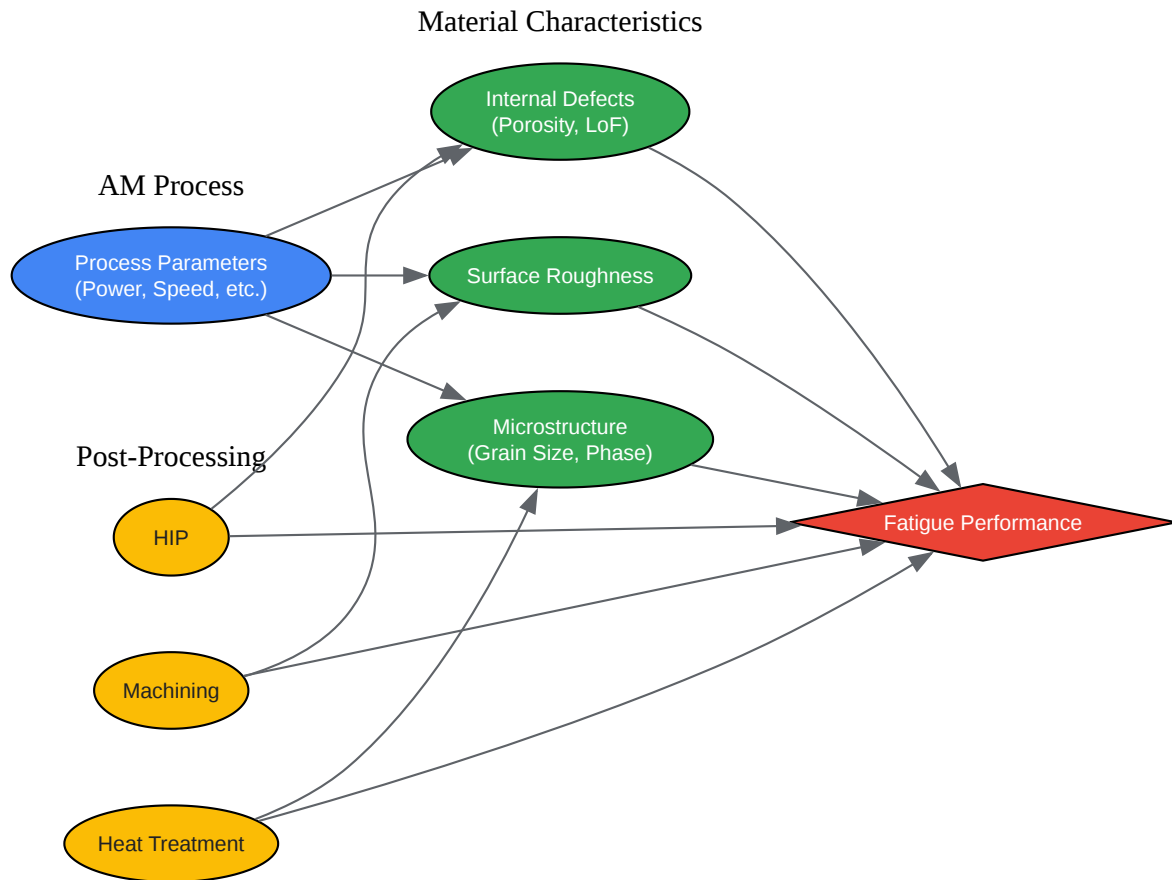 Material Characteristics
Internal Defects
(Porosity, LoF)
AM Process
Process Parameters
(Power, Speed, etc.)
Surface Roughness
Microstructure
(Grain Size, Phase)
Post-Processing
HIP
Fatigue Performance
Machining
Heat Treatment